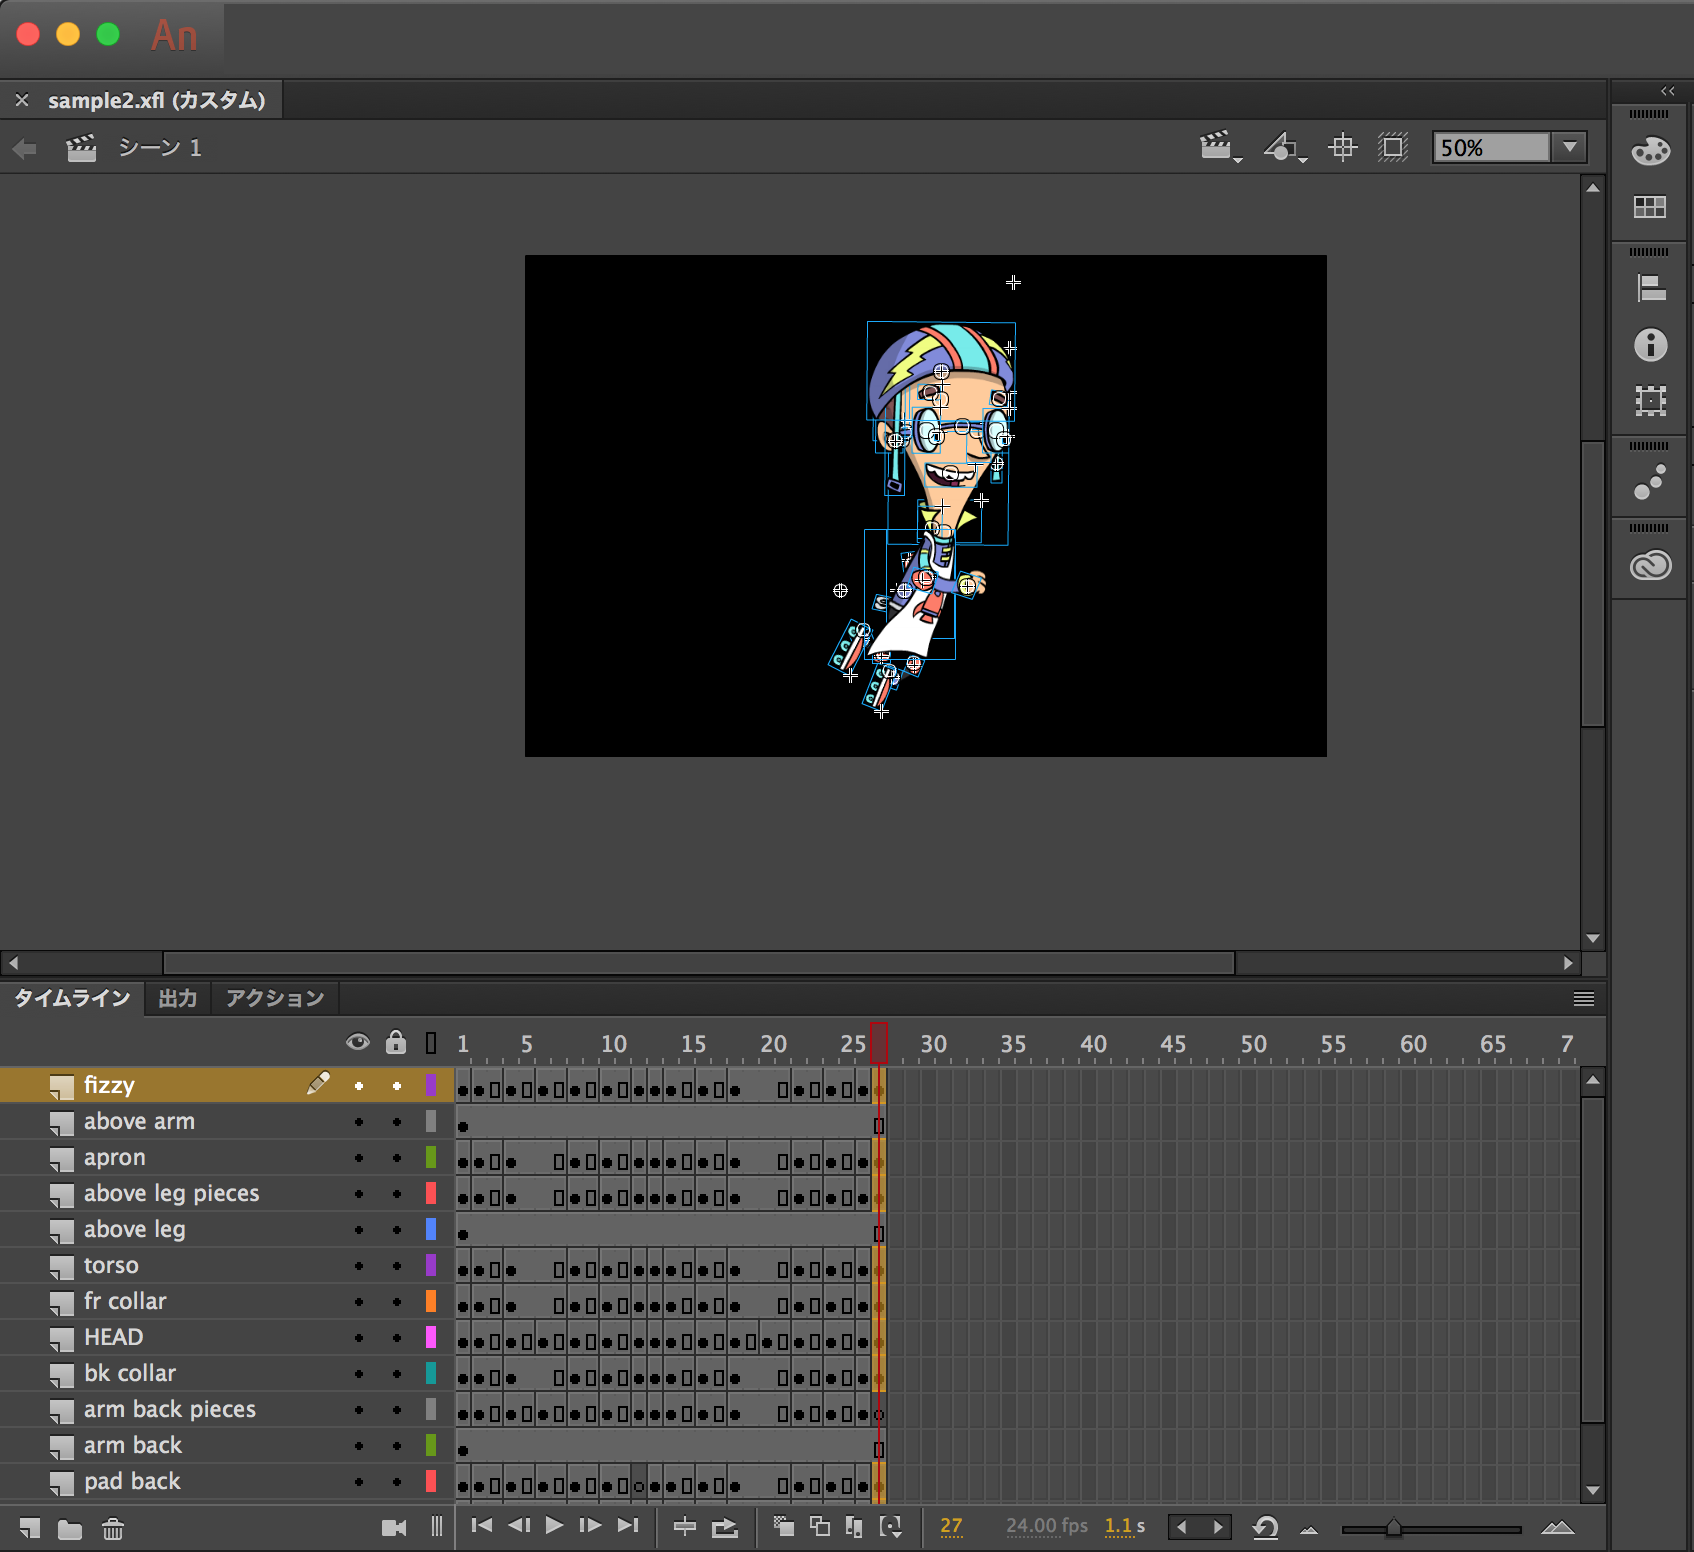 An
sample2.xfl (カスタム)
シーン 1
50%
タイムライン 出力 アクション
1 5 10 15 20 25 30 35 40 45 50 55 60 65 7
fizzy
above arm
apron
above leg pieces
above leg
torso
fr collar
HEAD
bk collar
arm back pieces
arm back
pad back
27 24.00 fps 1.1 s